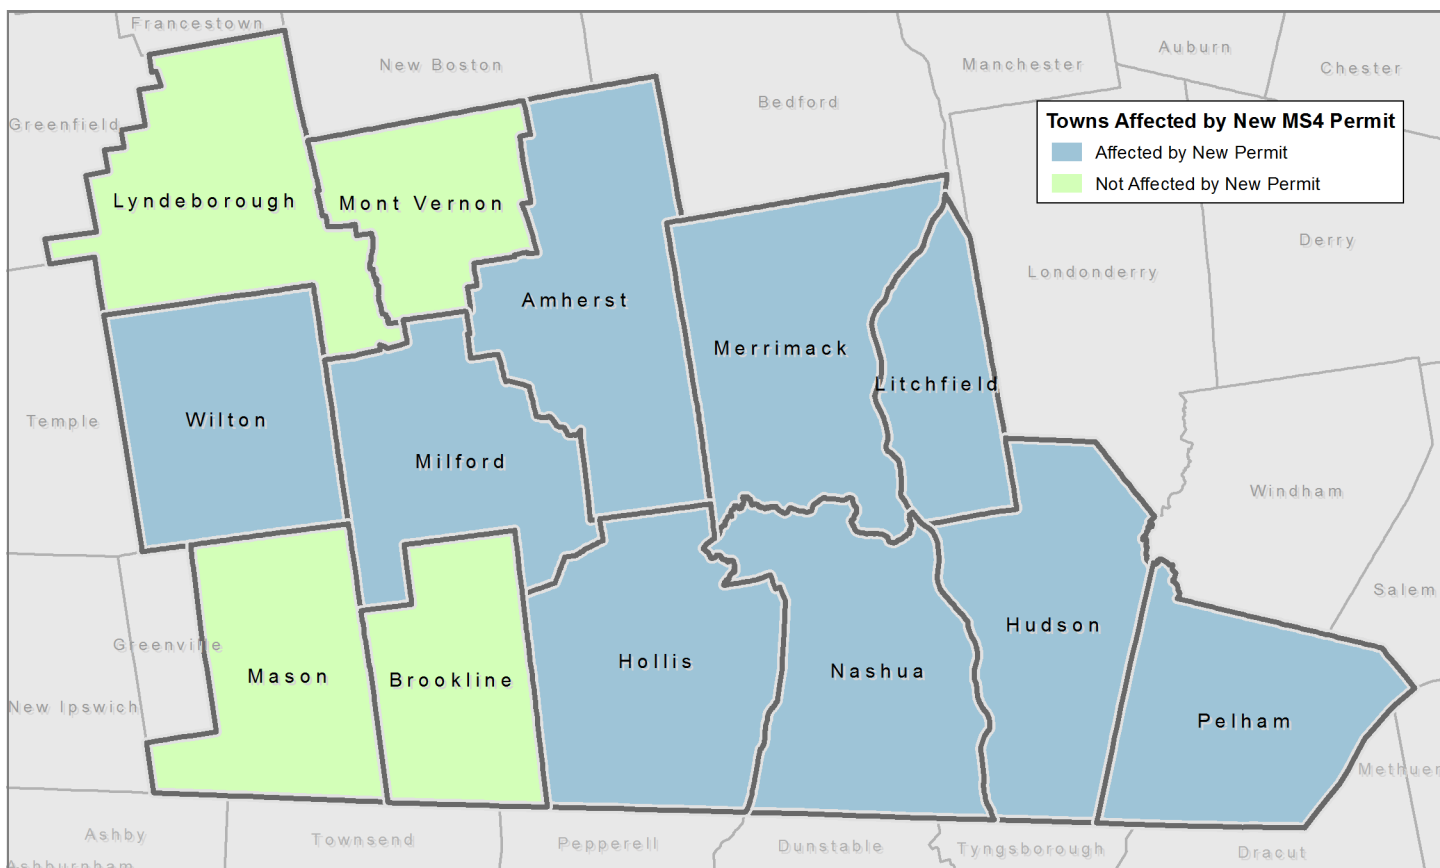 Francestown
New Boston
Manchester
Auburn
Chester
Bedford
Greenfield
Towns Affected by New MS4 Permit
Affected by New Permit
Not Affected by New Permit
Lyndeborough
Mont Vernon
Derry
Londonderry
Amherst
Merrimack
Litchfield
Temple
Wilton
Milford
Windham
Salem
Hudson
Greenville
Mason
Brookline
Hollis
Nashua
New Ipswich
Pelham
Methuen
Ashby
Townsend
Pepperell
Dunstable
Tyngsborough
Dracut
Ashburnham